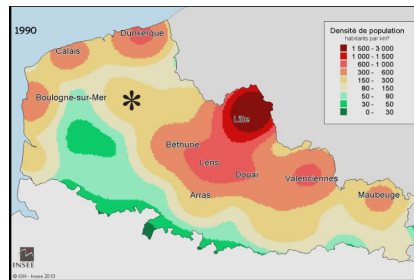 1990
Densité de population
habitants par km²
1 500 - 3 000
1 000 - 1 500
600 - 1 000
300 - 600
150 - 300
80 - 150
50 - 80
30 - 50
0 - 30
Dunkerque
Calais
Boulogne-sur-Mer
*
Lille
Béthune
Lens
Douai
Valenciennes
Arras
Maubeuge
INSEE
© IGN - Insee 2010